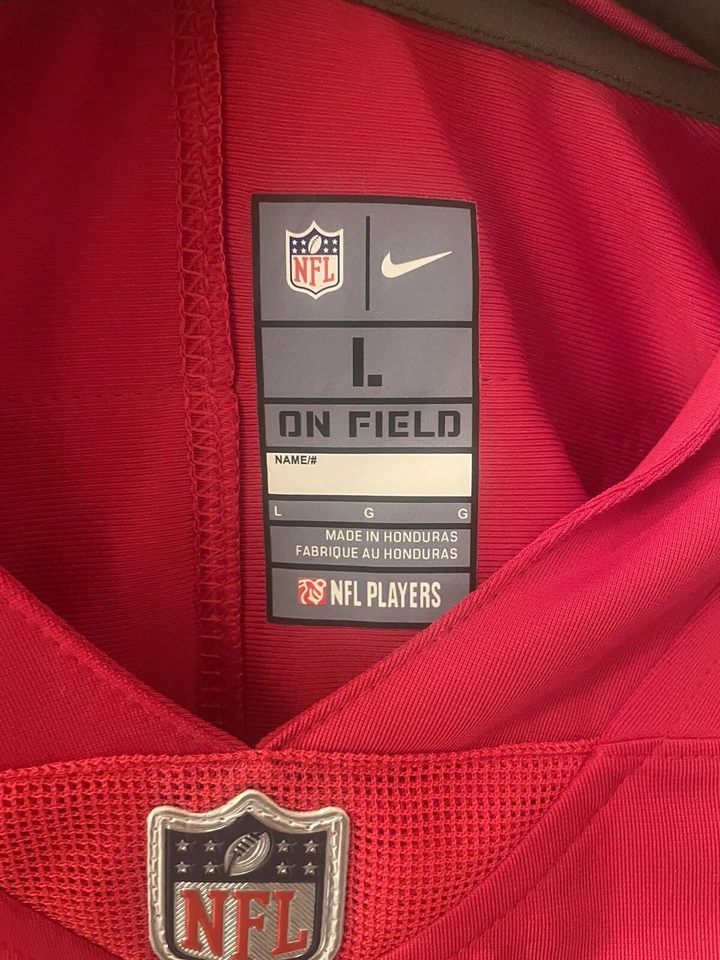 NFL
L
ON FIELD
NAME/#
L G G
MADE IN HONDURAS
FABRIQUE AU HONDURAS
NFL PLAYERS
NFL